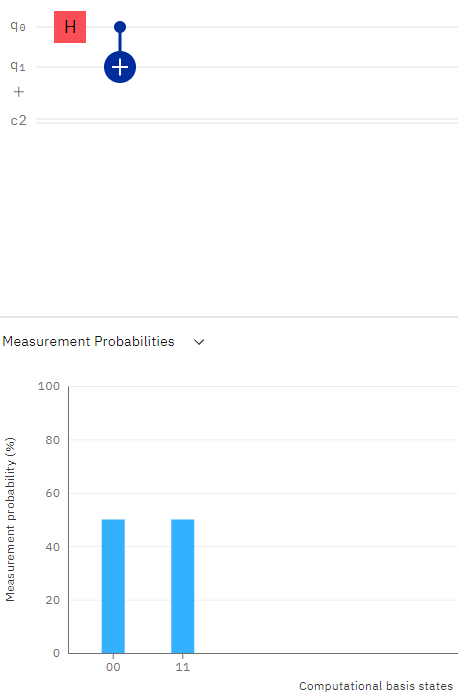 q0
H
q1
+
c2
Measurement Probabilities
Measurement probability (%)
100
80
60
40
20
0
00 11
Computational basis states